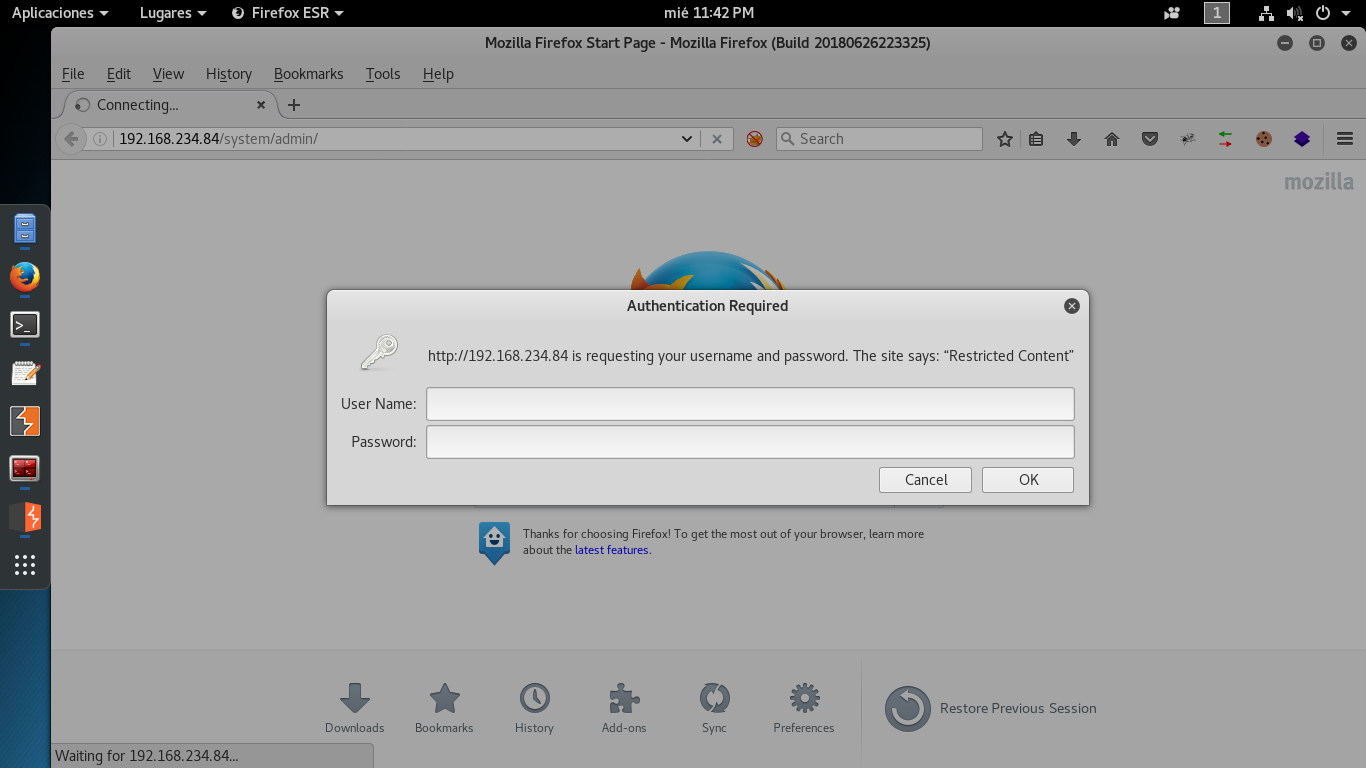 Aplicaciones Lugares Firefox ESR mié 11:42 PM 1
Mozilla Firefox Start Page - Mozilla Firefox (Build 20180626223325)
File Edit View History Bookmarks Tools Help
Connecting...
192.168.234.84/system/admin/ Search
mozilla
Authentication Required
http://192.168.234.84 is requesting your username and password. The site says: “Restricted Content”
User Name:
Password:
Cancel OK
Thanks for choosing Firefox! To get the most out of your browser, learn more
about the latest features.
Downloads Bookmarks History Add-ons Sync Preferences Restore Previous Session
Waiting for 192.168.234.84...